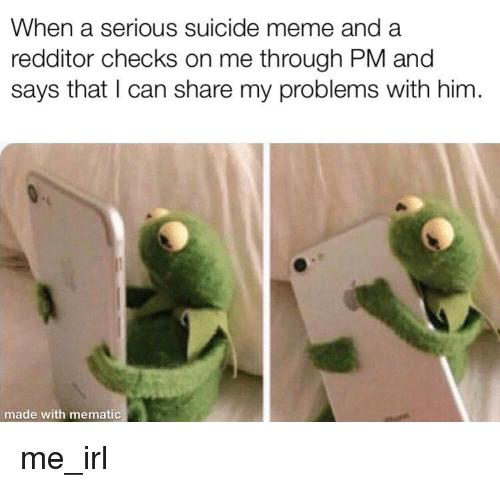 When a serious suicide meme and a
redditor checks on me through PM and
says that I can share my problems with him.
made with mematic
me_irl